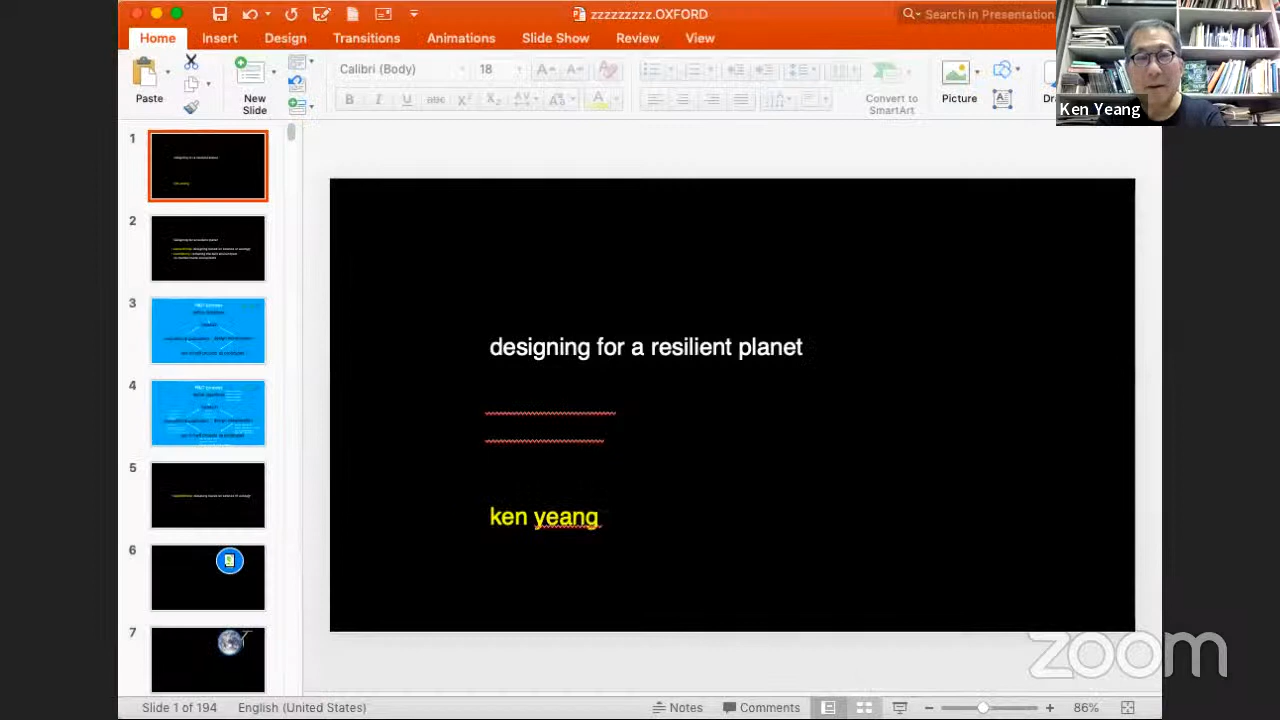 zzzzzzzzz.OXFORD
Search in Presentation
Home
Insert
Design
Transitions
Animations
Slide Show
Review
View
Paste
New
Slide
Calibri (Body)
18
B
I
U
abc
Convert to
SmartArt
Picture
Ken Yeang
1
2
3
4
5
6
7
designing for a resilient planet
ken yeang
zoom
Slide 1 of 194
English (United States)
Notes
Comments
86%